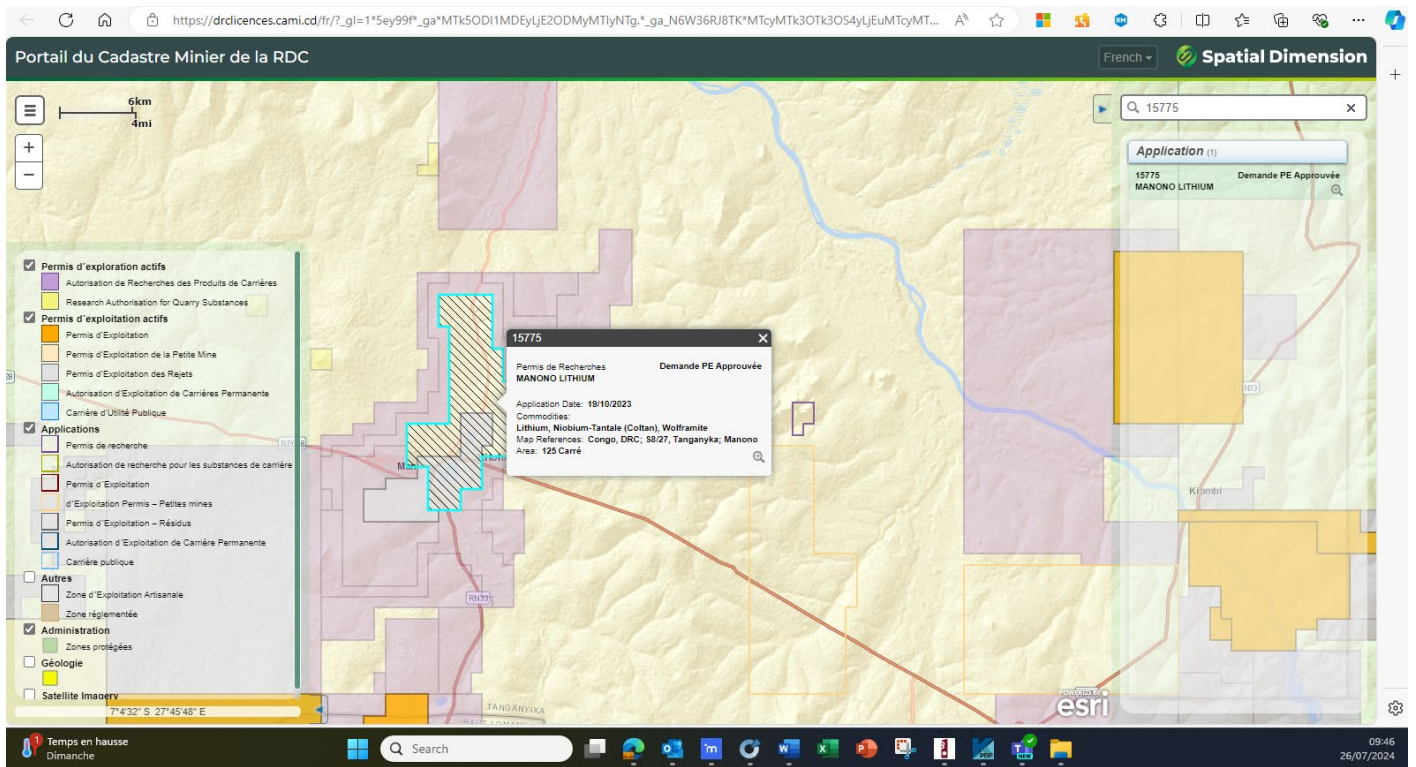 https://drclicences.cami.cd/fr/?_gl=1*5ey99f*_ga*MTk5ODI1MDEyLjE2ODMyMTIyNTg.*_ga_N6W36RJ8TK*MTcyMTk3OTk3OS4yLjEuMTcyMT...
Portail du Cadastre Minier de la RDC
French
Spatial Dimension
6km
4mi
+
−
15775
Application (1)
15775 Demande PE Approuvée
MANONO LITHIUM
Permis d'exploration actifs
Autorisation de Recherches des Produits de Carrières
Research Authorisation for Quarry Substances
Permis d'exploitation actifs
Permis d'Exploitation
Permis d'Exploitation de la Petite Mine
Permis d'Exploitation des Rejets
Autorisation d'Exploitation de Carrières Permanente
Carrière d'Utilité Publique
Applications
Permis de recherche
Autorisation de recherche pour les substances de carrière
Permis d'Exploitation
d'Exploitation Permis – Petites mines
Permis d'Exploitation – Résidus
Autorisation d'Exploitation de Carrière Permanente
Carrière publique
Autres
Zone d'Exploitation Artisanale
Zone réglementée
Administration
Zones protégées
Géologie
Satellite Imagery
7°4'32" S 27°45'48" E
15775
Permis de Recherches Demande PE Approuvée
MANONO LITHIUM
Application Date: 19/10/2023
Commodities:
Lithium, Niobium-Tantale (Coltan), Wolframite
Map References: Congo, DRC; S8/27, Tanganyka; Manono
Area: 125 Carré
RN33
Kiambi
RN33
TANGANYIKA
POWERED BY
esri
Temps en hausse
Dimanche
Search
09:46
26/07/2024